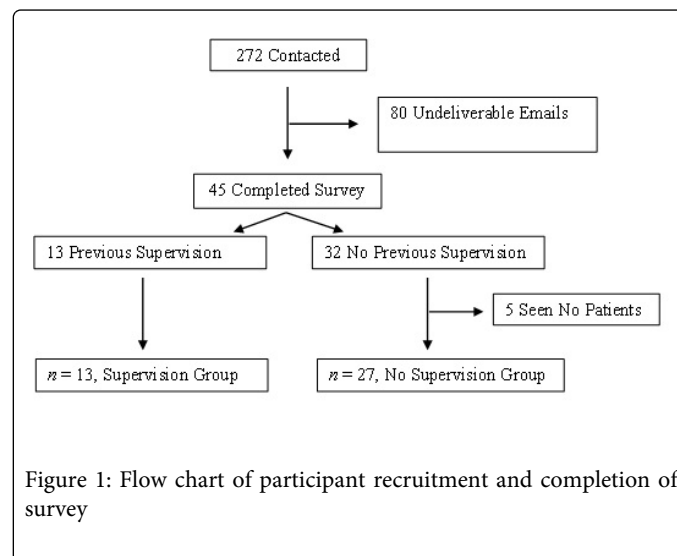 272 Contacted
80 Undeliverable Emails
45 Completed Survey
13 Previous Supervision
32 No Previous Supervision
5 Seen No Patients
n = 13, Supervision Group
n = 27, No Supervision Group
Figure 1: Flow chart of participant recruitment and completion of
survey